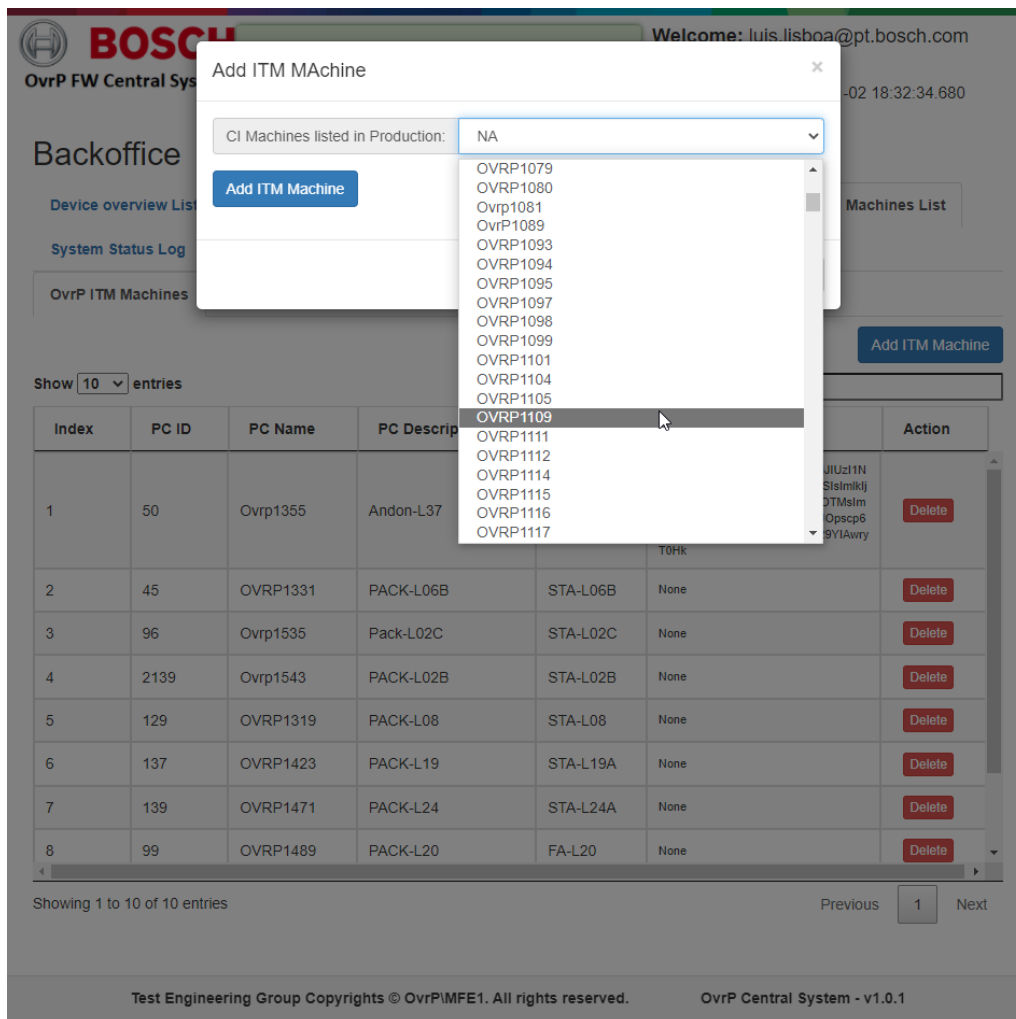 BOSCH
Welcome: luis.lisboa@pt.bosch.com
OvrP FW Central Sys
-02 18:32:34.680
Add ITM MAchine
×
CI Machines listed in Production:
NA
Add ITM Machine
OVRP1079
OVRP1080
Ovrp1081
OvrP1089
OVRP1093
OVRP1094
OVRP1095
OVRP1097
OVRP1098
OVRP1099
OVRP1101
OVRP1104
OVRP1105
OVRP1109
OVRP1111
OVRP1112
OVRP1114
OVRP1115
OVRP1116
OVRP1117
Backoffice
Device overview List
Machines List
System Status Log
OvrP ITM Machines
Add ITM Machine
Show 10 entries
Index PC ID PC Name PC Descrip Action
1 50 Ovrp1355 Andon-L37 Delete
T0Hk
2 45 OVRP1331 PACK-L06B STA-L06B None Delete
3 96 Ovrp1535 Pack-L02C STA-L02C None Delete
4 2139 Ovrp1543 PACK-L02B STA-L02B None Delete
5 129 OVRP1319 PACK-L08 STA-L08 None Delete
6 137 OVRP1423 PACK-L19 STA-L19A None Delete
7 139 OVRP1471 PACK-L24 STA-L24A None Delete
8 99 OVRP1489 PACK-L20 FA-L20 None Delete
Showing 1 to 10 of 10 entries
Previous 1 Next
Test Engineering Group Copyrights © OvrP\MFE1. All rights reserved. OvrP Central System - v1.0.1